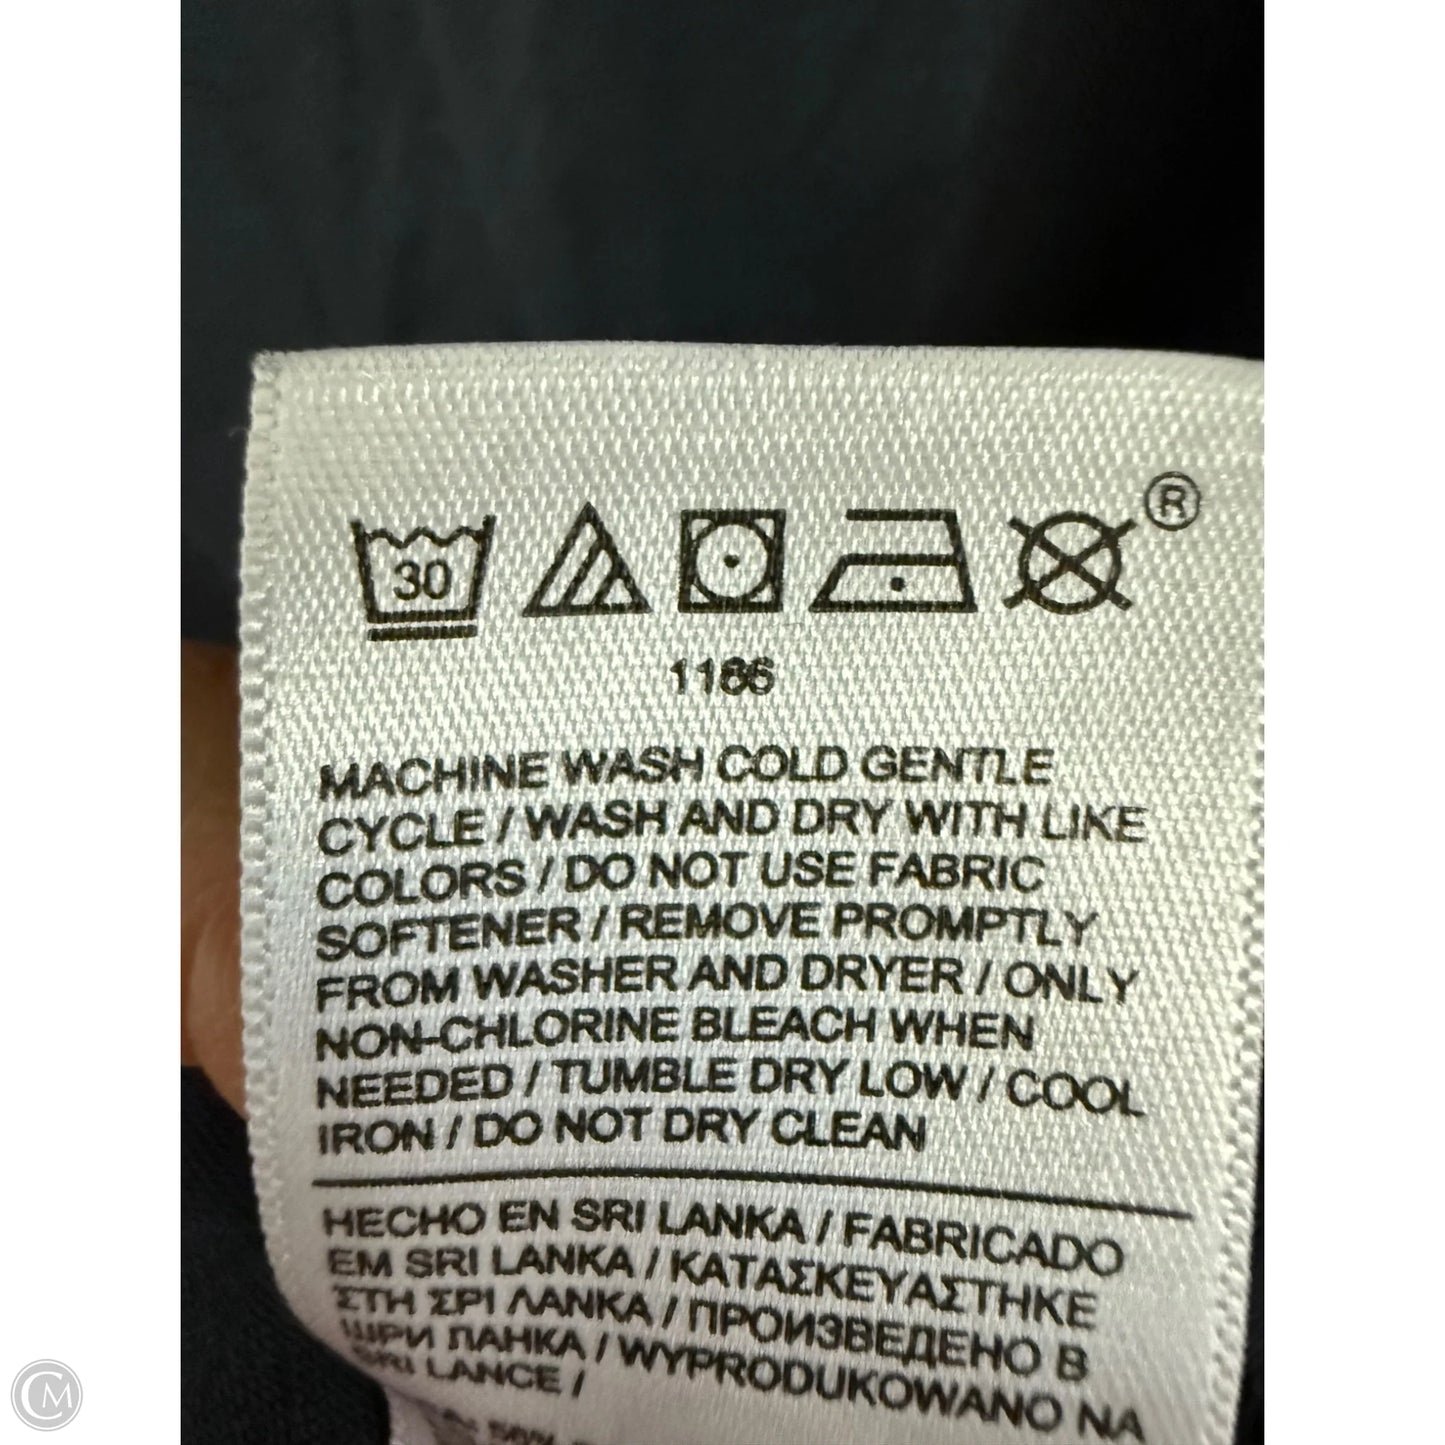 30
®
1166
MACHINE WASH COLD GENTLE
CYCLE / WASH AND DRY WITH LIKE
COLORS / DO NOT USE FABRIC
SOFTENER / REMOVE PROMPTLY
FROM WASHER AND DRYER / ONLY
NON-CHLORINE BLEACH WHEN
NEEDED / TUMBLE DRY LOW / COOL
IRON / DO NOT DRY CLEAN
HECHO EN SRI LANKA / FABRICADO
EM SRI LANKA / ΚΑΤΑΣΚΕΥΑΣΤΗΚΕ
ΣΤΗ ΣΡΙ ΛΑΝΚΑ / ПРОИЗВЕДЕНО В
ШРИ ЛАНКА / WYPRODUKOWANO NA
SRI LANCE /
CM